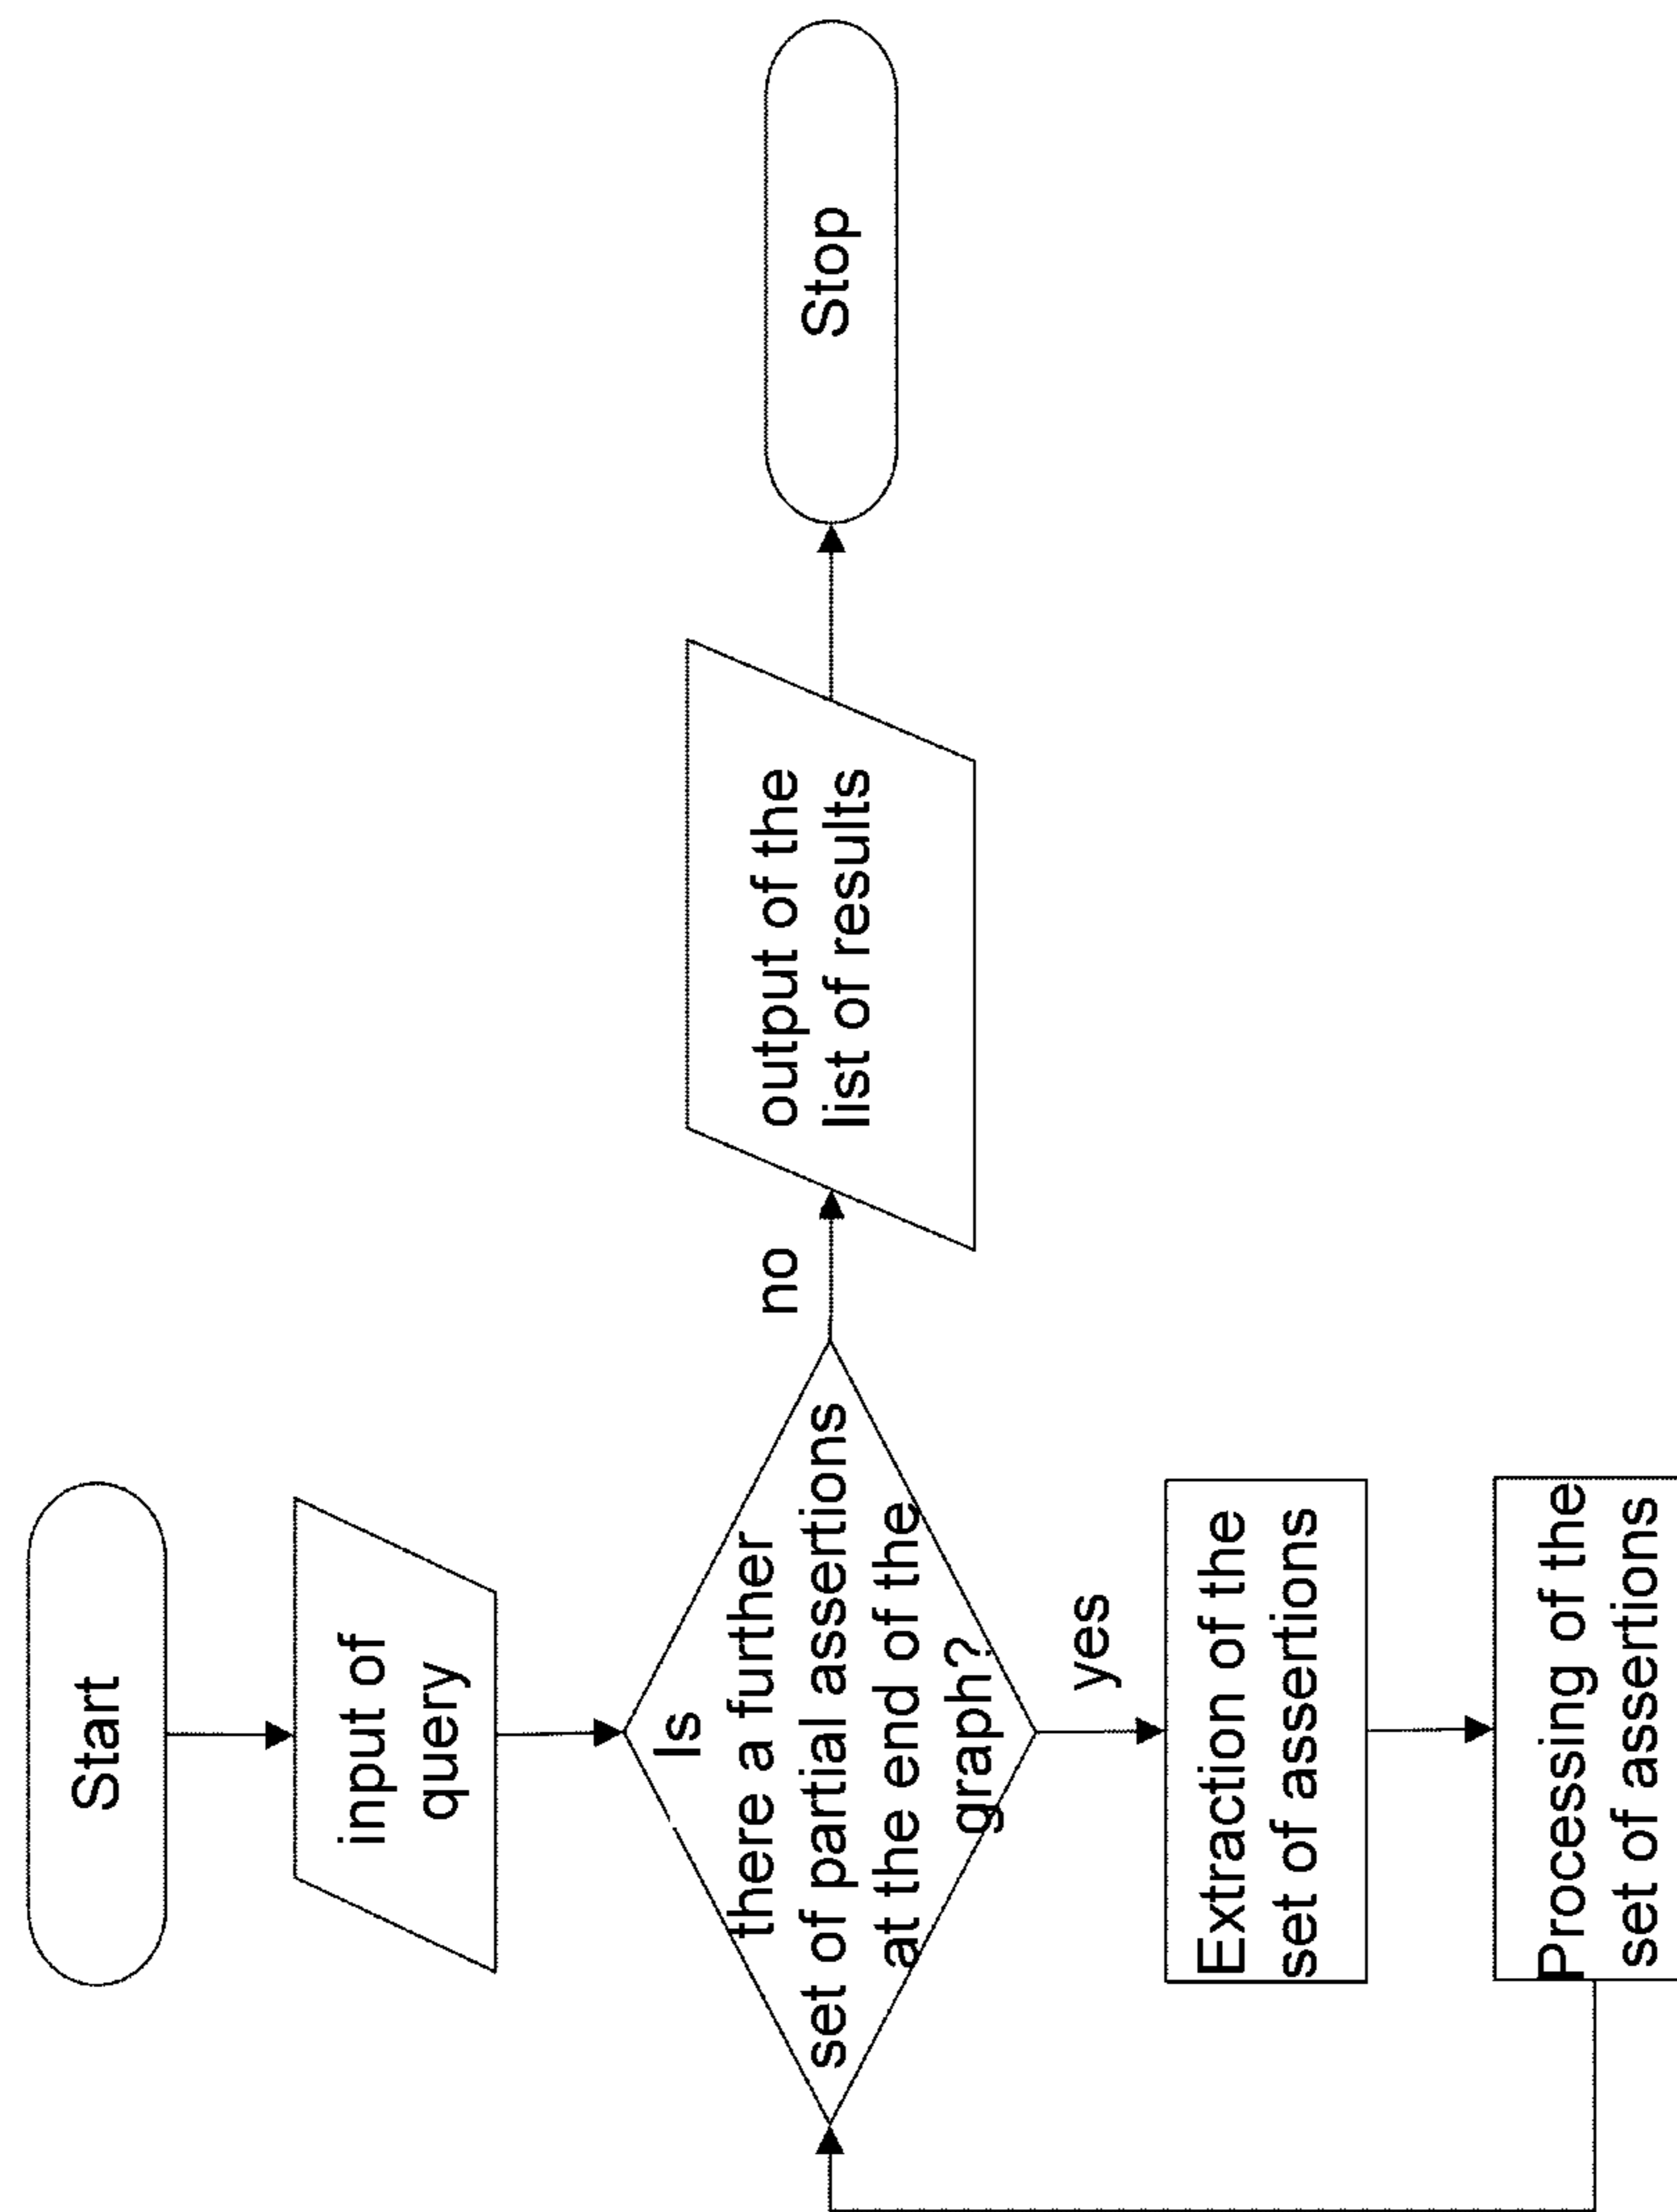 Start
input of
query
Is
there a further
set of partial assertions
at the end of the
graph?
no
output of the
list of results
Stop
yes
Extraction of the
set of assertions
Processing of the
set of assertions